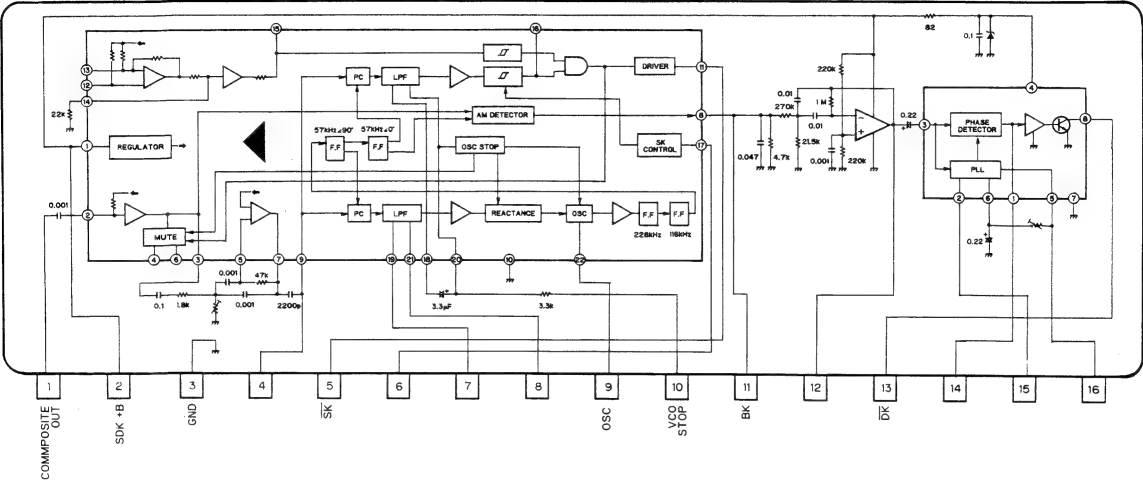 82
0.1
15
16
13
12
14
22k
1
REGULATOR
PC
LPF
DRIVER
11
AM DETECTOR
8
57kHz∠90°
57kHz∠0°
F.F
F.F
OSC STOP
SK
CONTROL
17
220k
0.01
1M
270k
0.01
21.5k
0.047
4.7k
0.001
220k
0.22
4
3
PHASE
DETECTOR
8
PLL
2
6
1
5
7
0.22
0.001
2
MUTE
4
6
3
5
7
9
PC
LPF
REACTANCE
OSC
F.F
F.F
228kHz
116kHz
19
21
18
20
10
22
0.001
47k
0.1
1.8k
0.001
2200p
3.3μF
3.3k
1
2
3
4
5
6
7
8
9
10
11
12
13
14
15
16
COMMPOSITE
OUT
SDK +B
GND
SK
OSC
VCO
STOP
BK
DK